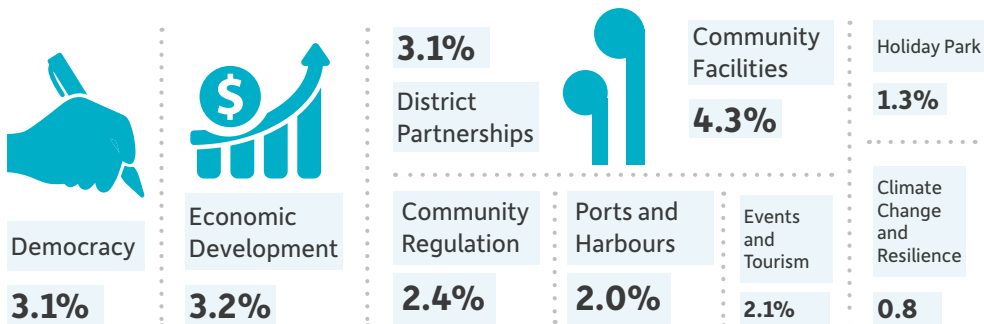 Democracy
3.1%
$
Economic
Development
3.2%
3.1%
District
Partnerships
Community
Facilities
4.3%
Community
Regulation
2.4%
Ports and
Harbours
2.0%
Events
and
Tourism
2.1%
Holiday Park
1.3%
Climate
Change
and
Resilience
0.8